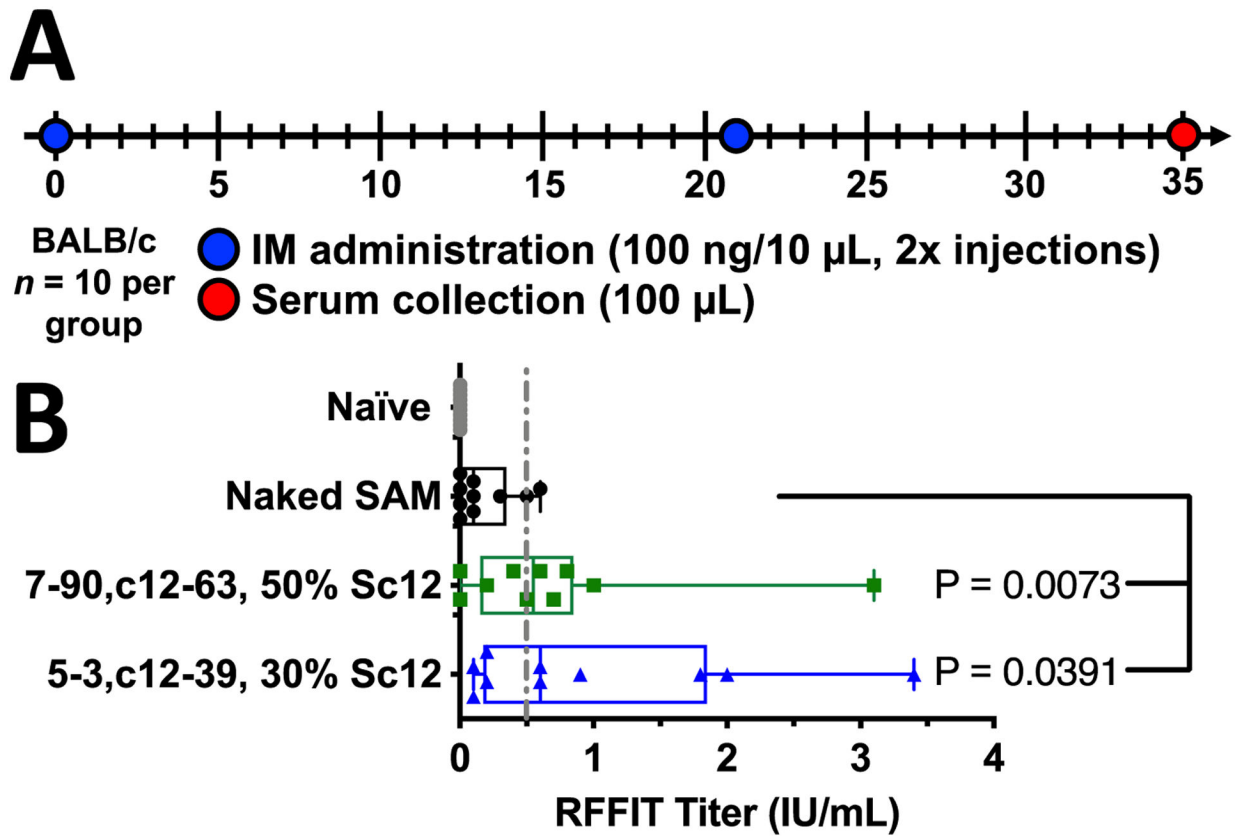 A
0 5 10 15 20 25 30 35
BALB/c
n = 10 per
group
IM administration (100 ng/10 µL, 2x injections)
Serum collection (100 µL)
B
Naïve
Naked SAM
7-90,c12-63, 50% Sc12
P = 0.0073
5-3,c12-39, 30% Sc12
P = 0.0391
0 1 2 3 4
RFFIT Titer (IU/mL)